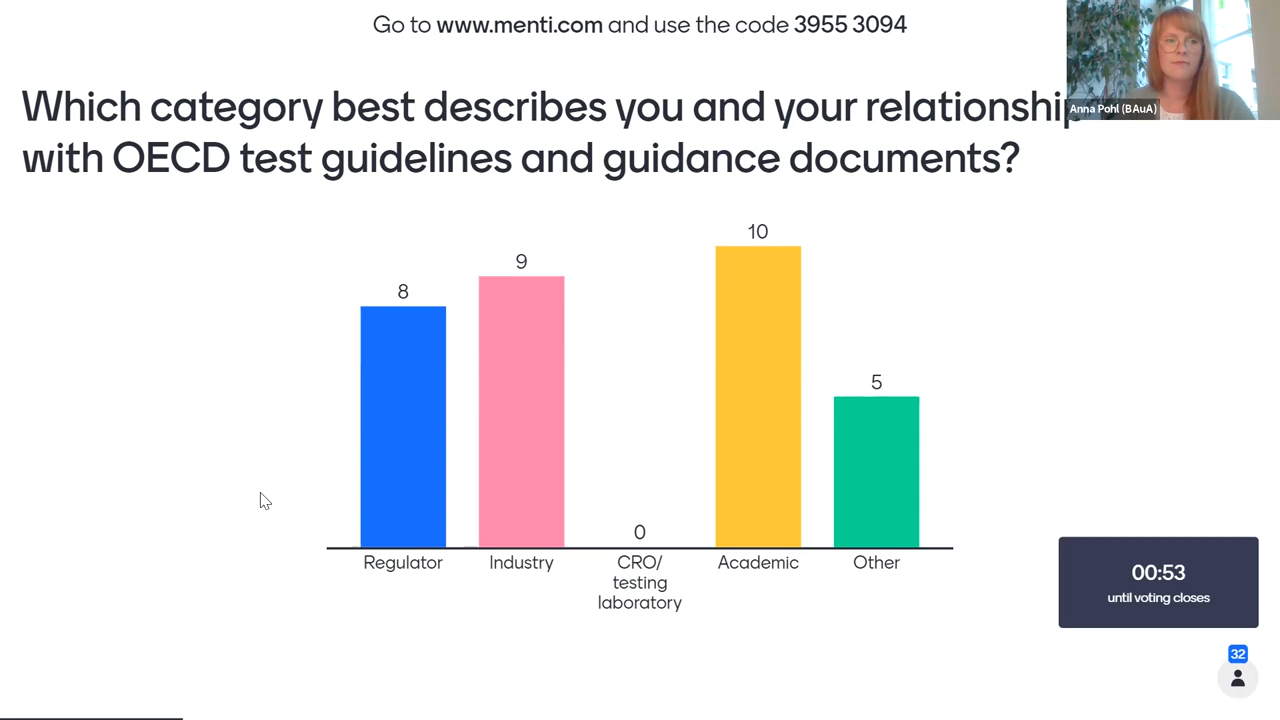 Go to www.menti.com and use the code 3955 3094
Which category best describes you and your relationship
with OECD test guidelines and guidance documents?
Anna Pohl (BAuA)
8
9
0
10
5
Regulator
Industry
CRO/
testing
laboratory
Academic
Other
00:53
until voting closes
32